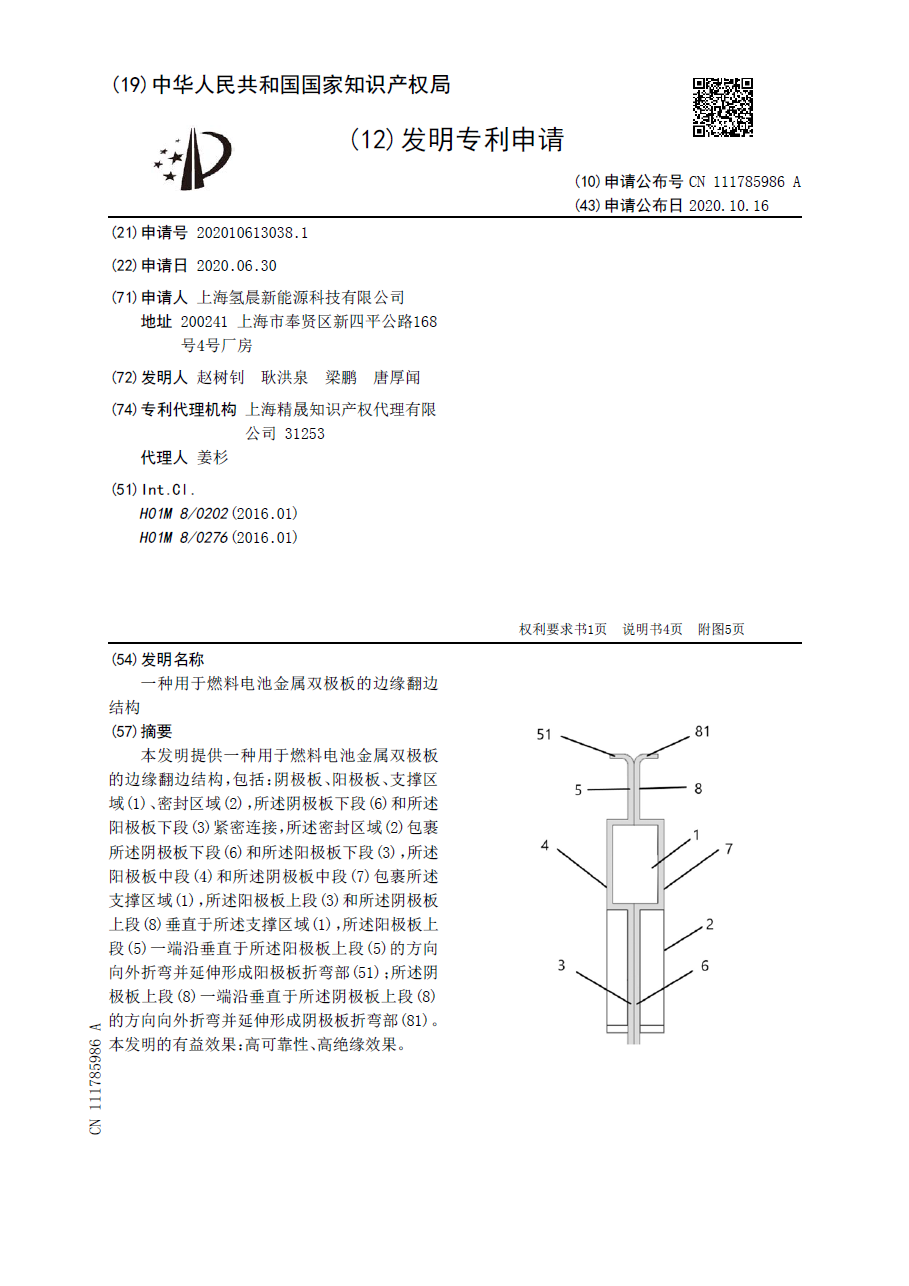 (19)中华人民共和国国家知识产权局
(12)发明专利申请
(10)申请公布号 CN 111785986 A
(43)申请公布日 2020.10.16
(21)申请号 202010613038.1
(22)申请日 2020.06.30
(71)申请人 上海氢晨新能源科技有限公司
地址 200241 上海市奉贤区新四平公路168
号4号厂房
(72)发明人 赵树钊 耿洪泉 梁鹏 唐厚闻
(74)专利代理机构 上海精晟知识产权代理有限
公司 31253
代理人 姜杉
(51)Int.Cl.
H01M 8/0202(2016.01)
H01M 8/0276(2016.01)
权利要求书1页 说明书4页 附图5页
(54)发明名称
一种用于燃料电池金属双极板的边缘翻边
结构
(57)摘要
本发明提供一种用于燃料电池金属双极板
的边缘翻边结构,包括:阴极板、阳极板、支撑区
域(1)、密封区域(2),所述阴极板下段(6)和所述
阳极板下段(3)紧密连接,所述密封区域(2)包裹
所述阴极板下段(6)和所述阳极板下段(3),所述
阳极板中段(4)和所述阴极板中段(7)包裹所述
支撑区域(1),所述阳极板上段(3)和所述阴极板
上段(8)垂直于所述支撑区域(1),所述阳极板上
段(5)一端沿垂直于所述阳极板上段(5)的方向
向外折弯并延伸形成阳极板折弯部(51);所述阴
极板上段(8)一端沿垂直于所述阴极板上段(8)
的方向向外折弯并延伸形成阴极板折弯部(81)。
本发明的有益效果:高可靠性、高绝缘效果。
51
81
5
8
1
4
7
2
3
6
CN 111785986 A